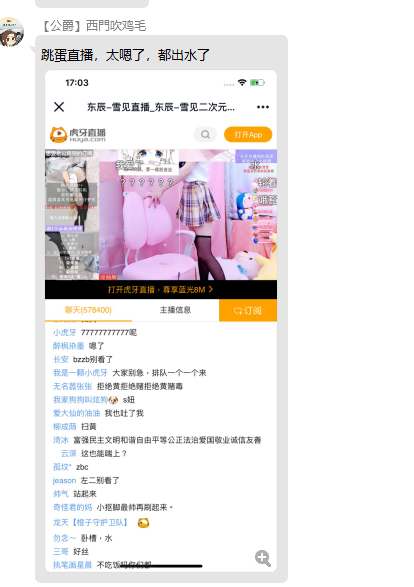 【公爵】西門吹鸡毛
跳蛋直播，太嗯了，都出水了
17:03
东辰–雪见直播_东辰–雪见二次元...
虎牙直播
Huya.com
打开App
？？？？？？
打开虎牙直播，尊享蓝光8M >
聊天(578400)
主播信息
订阅
小虎牙 77777777777呢
醉枫染墨 嗯了
长安 bzzb别看了
我是一颗小虎牙 大家别急，排队一个一个来
无名嚣张张 拒绝黄拒绝赌拒绝黄赌毒
我家狗狗叫炫狗 s妞
爱大仙的油油 我也吐了我
柳成荫 扫黄
渏冰 富强民主文明和谐自由平等公正法治爱国敬业诚信友善
云深 这也能端上？
孤坟° zbc
jeason 左二别看了
帅气 站起来
奇怪君的妈 小抠脚最帅再刷起来。
龙天【橙子守护卫队】
勿念～ 卧槽，水
三哥 好丝
执笔画星晨 不吃饭吗你们都